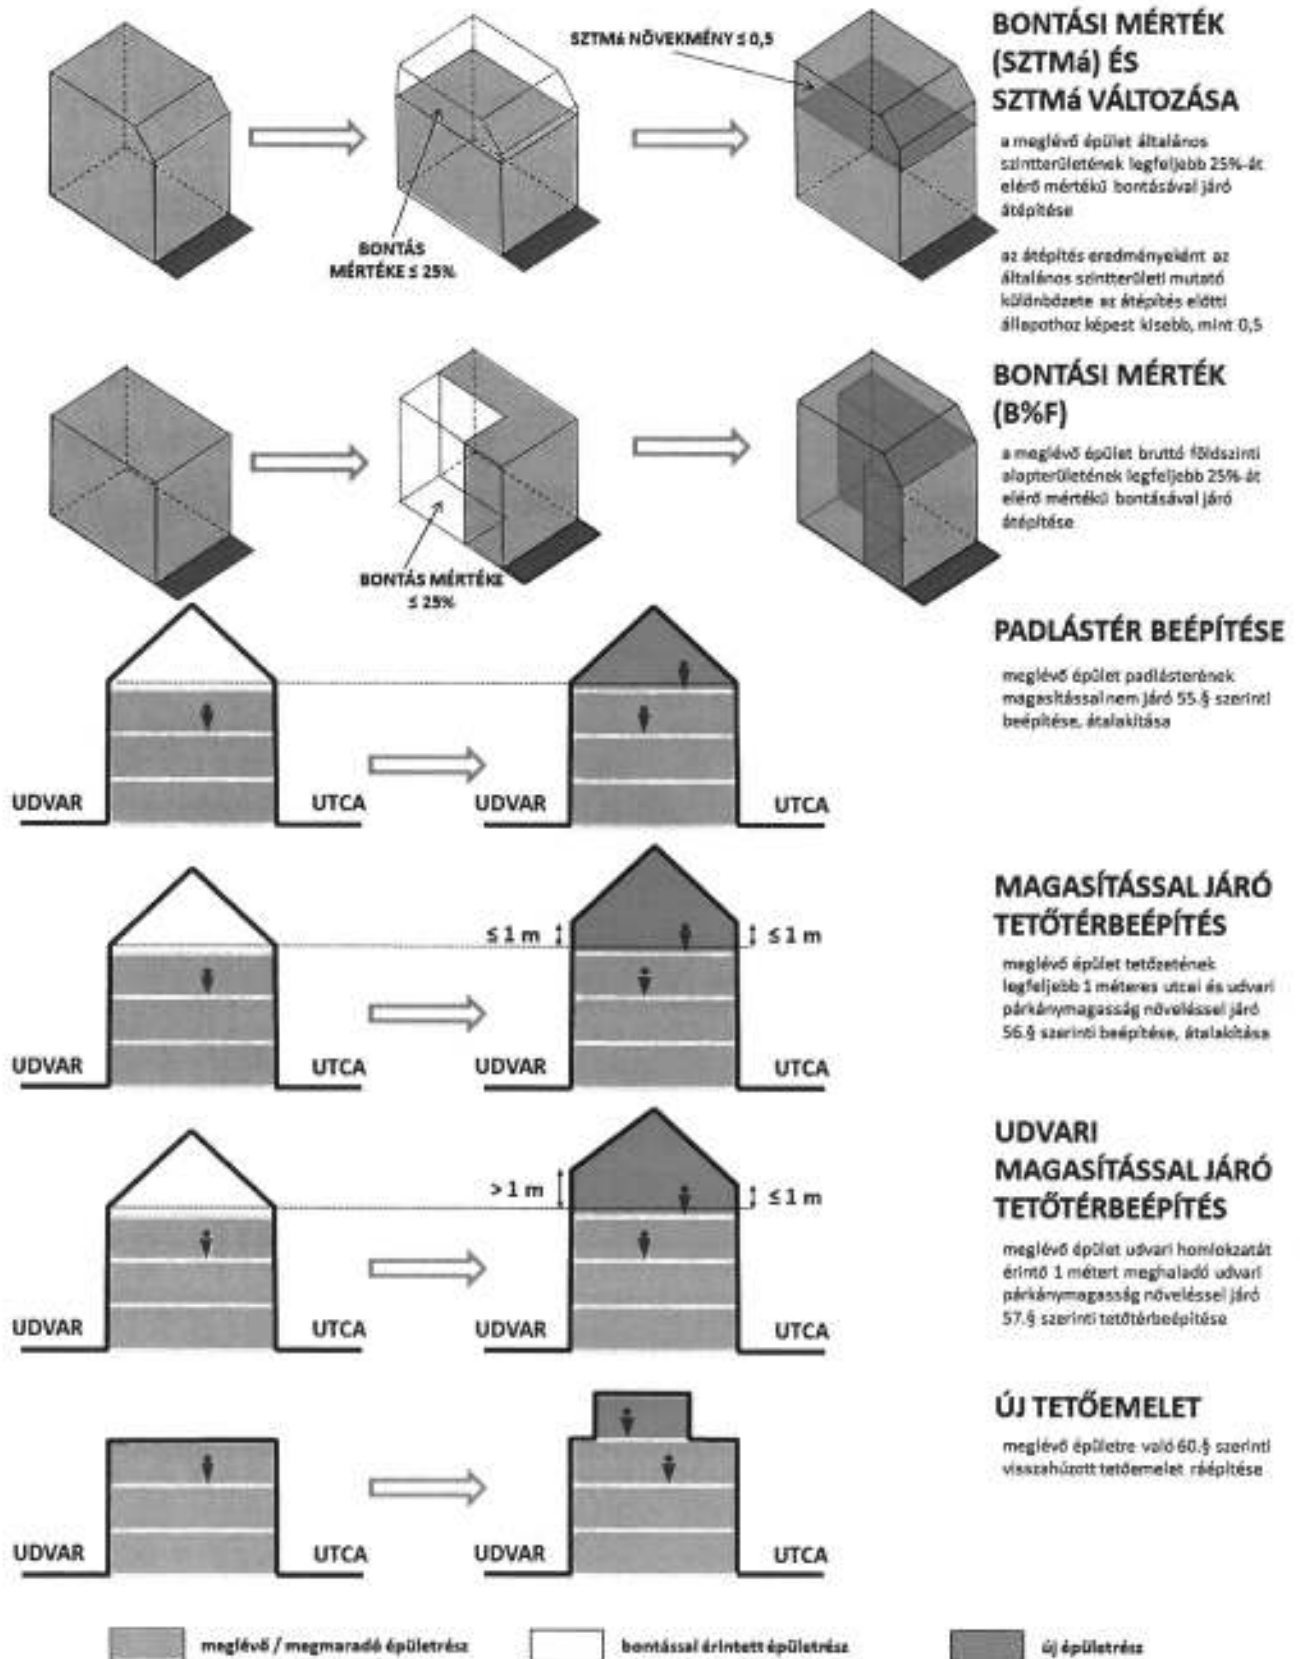 SZTMá NÖVEKMÉNY ≤ 0,5
BONTÁS
MÉRTÉKE ≤ 25%
BONTÁSI MÉRTÉK
(SZTMá) ÉS
SZTMá VÁLTOZÁSA
a meglévő épület általános
szintterületének legfeljebb 25%-át
elérő mértékű bontásával járó
átépítése
az átépítés eredményeként az
általános szintterületi mutató
különbözete az átépítés előtti
állapothoz képest kisebb, mint 0,5
BONTÁS MÉRTÉKE
≤ 25%
BONTÁSI MÉRTÉK
(B%F)
a meglévő épület bruttó földszinti
alapterületének legfeljebb 25%-át
elérő mértékű bontásával járó
átépítése
UDVAR
UTCA
UDVAR
UTCA
PADLÁSTÉR BEÉPÍTÉSE
meglévő épület padlásterének
magasítással nem járó 55.§ szerinti
beépítése, átalakítása
≤ 1 m
≤ 1 m
UDVAR
UTCA
UDVAR
UTCA
MAGASÍTÁSSAL JÁRÓ
TETŐTÉRBEÉPÍTÉS
meglévő épület tetőzetének
legfeljebb 1 méteres utcai és udvari
párkánymagasság növeléssel járó
56.§ szerinti beépítése, átalakítása
> 1 m
≤ 1 m
UDVAR
UTCA
UDVAR
UTCA
UDVARI
MAGASÍTÁSSAL JÁRÓ
TETŐTÉRBEÉPÍTÉS
meglévő épület udvari homlokzatát
érintő 1 métert meghaladó udvari
párkánymagasság növeléssel járó
57.§ szerinti tetőtérbeépítése
UDVAR
UTCA
UDVAR
UTCA
ÚJ TETŐEMELET
meglévő épületre való 60.§ szerinti
visszahúzott tetőemelet ráépítése
meglévő / megmaradó épületrész
bontással érintett épületrész
új épületrész